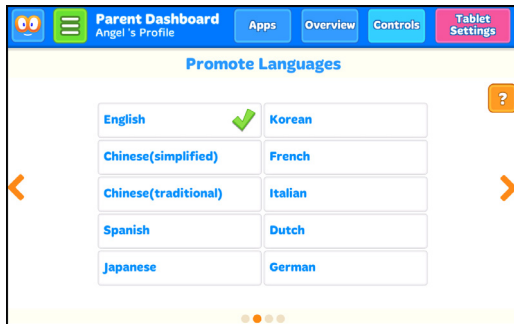 Parent Dashboard
Angel 's Profile
Apps
Overview
Controls
Tablet
Settings
Promote Languages
?
English
Korean
Chinese(simplified)
French
Chinese(traditional)
Italian
Spanish
Dutch
Japanese
German